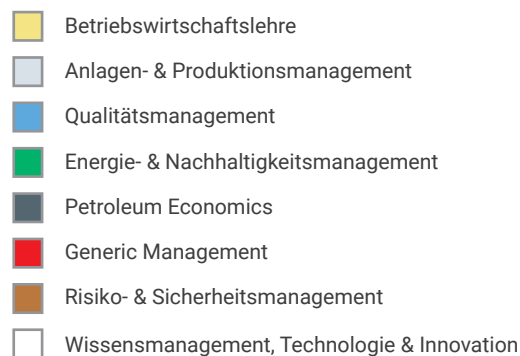 Betriebswirtschaftslehre
Anlagen- & Produktionsmanagement
Qualitätsmanagement
Energie- & Nachhaltigkeitsmanagement
Petroleum Economics
Generic Management
Risiko- & Sicherheitsmanagement
Wissensmanagement, Technologie & Innovation